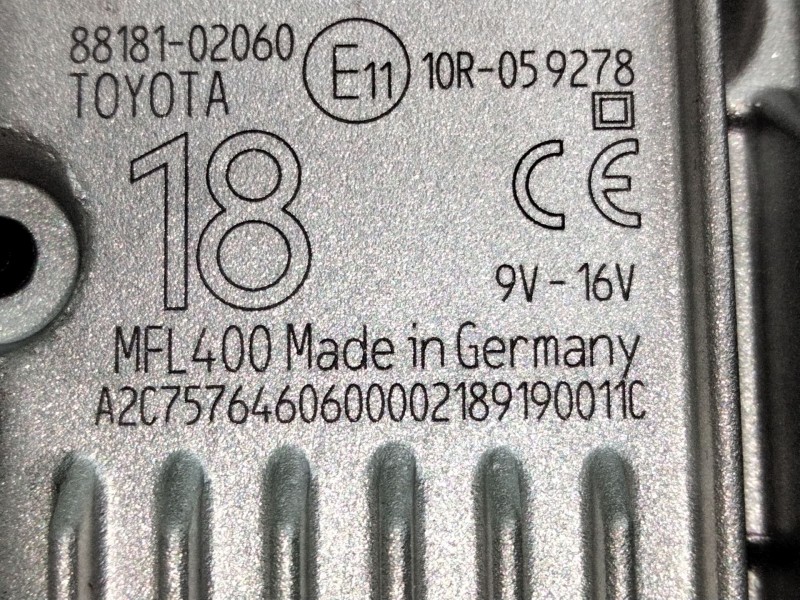 88181-02060 E11 10R-059278
TOYOTA
18 CE
9V-16V
MFL400 Made in Germany
A2C7576460600002189190011C